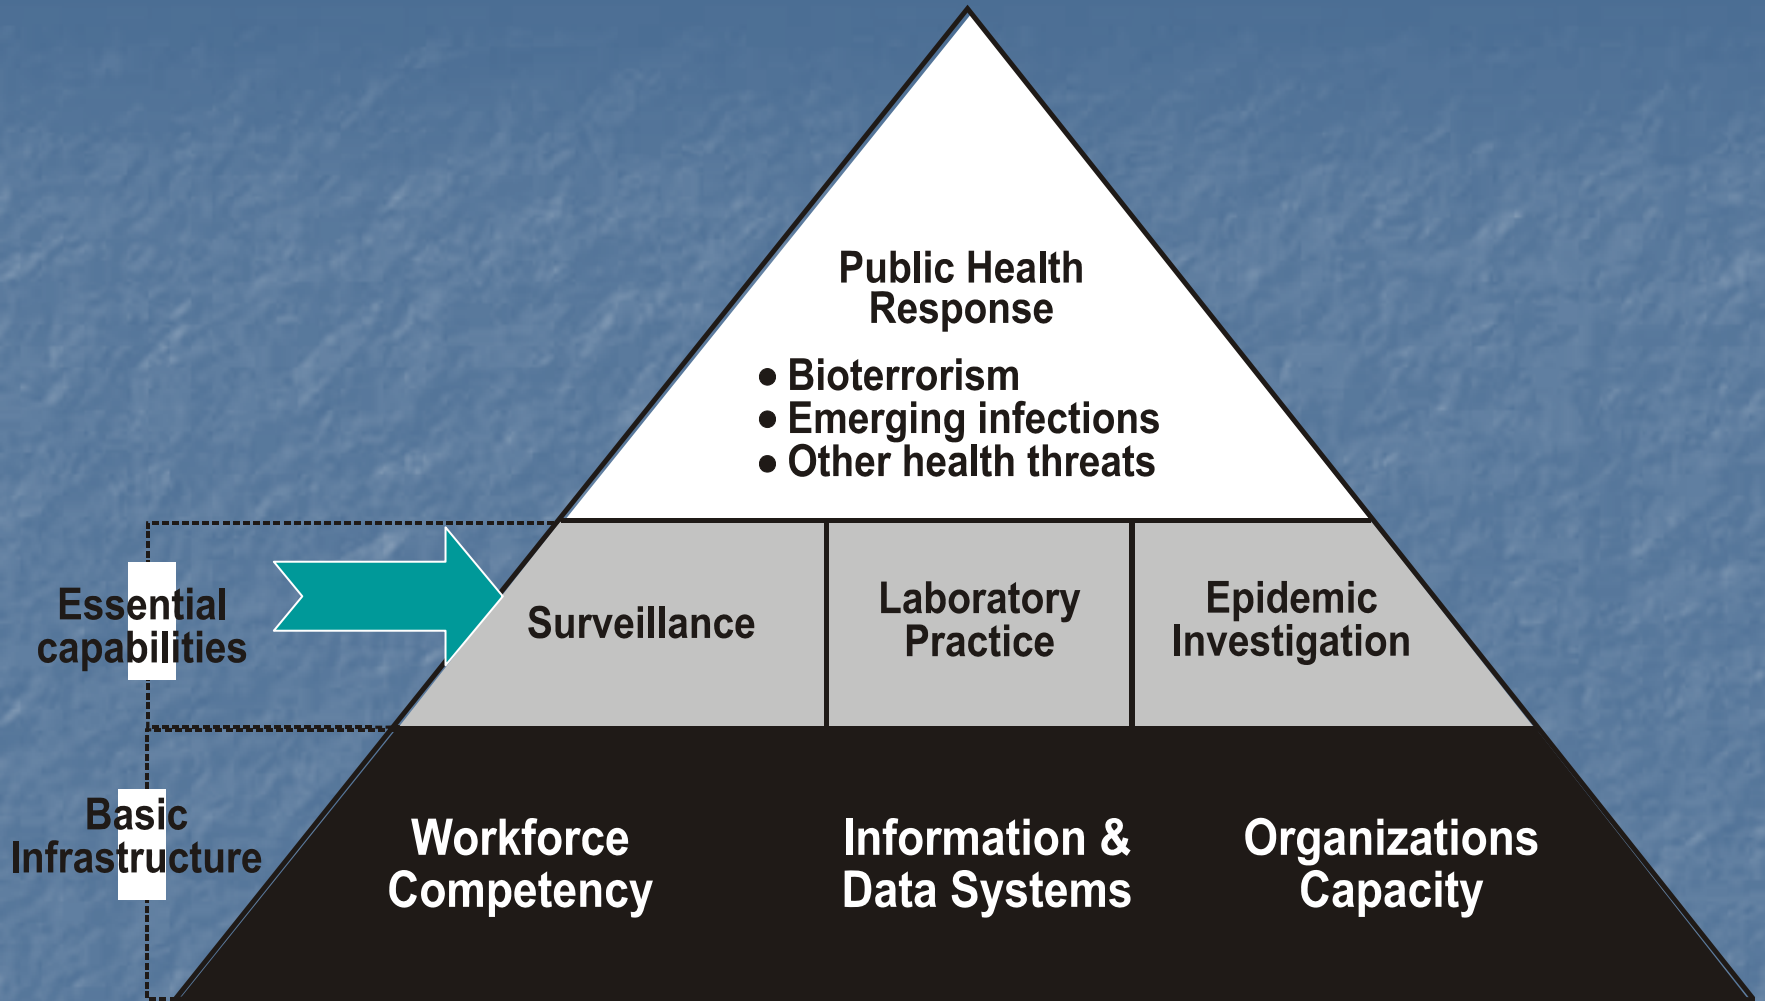 Public Health
Response
● Bioterrorism
● Emerging infections
● Other health threats
Essential
capabilities
Surveillance
Laboratory
Practice
Epidemic
Investigation
Basic
Infrastructure
Workforce
Competency
Information &
Data Systems
Organizations
Capacity